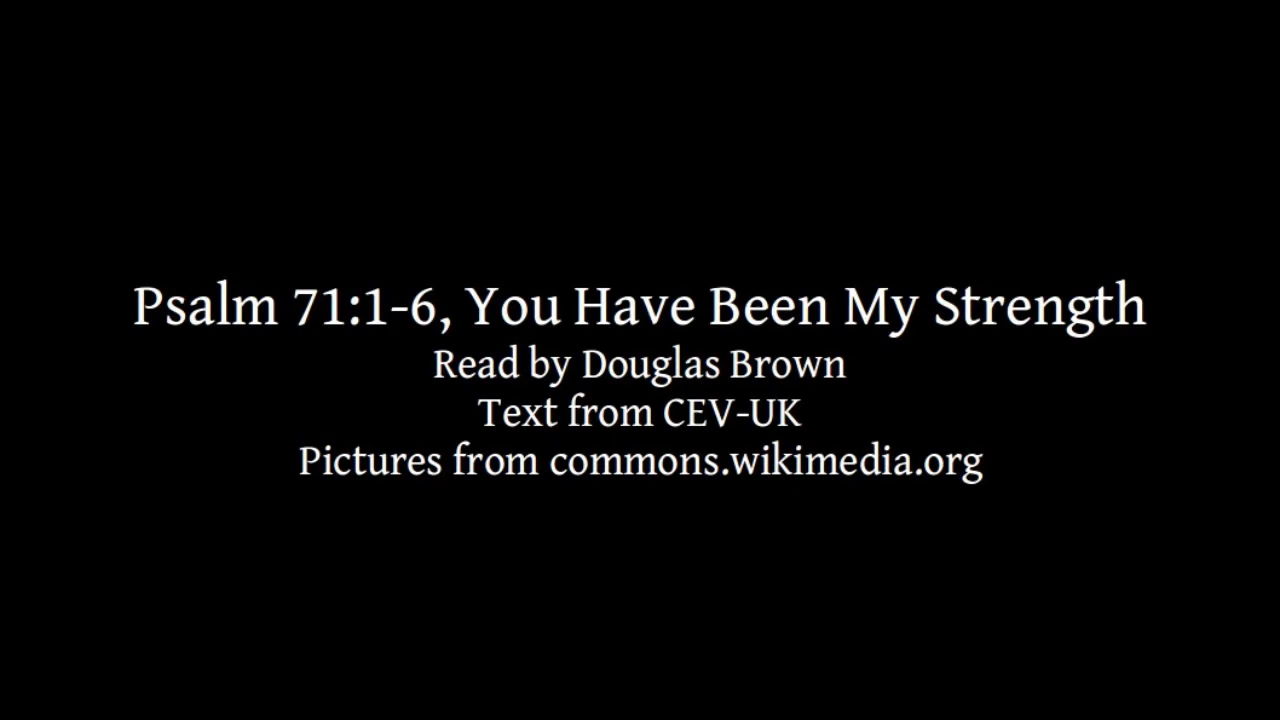 Psalm 71:1-6, You Have Been My Strength
Read by Douglas Brown
Text from CEV-UK
Pictures from commons.wikimedia.org